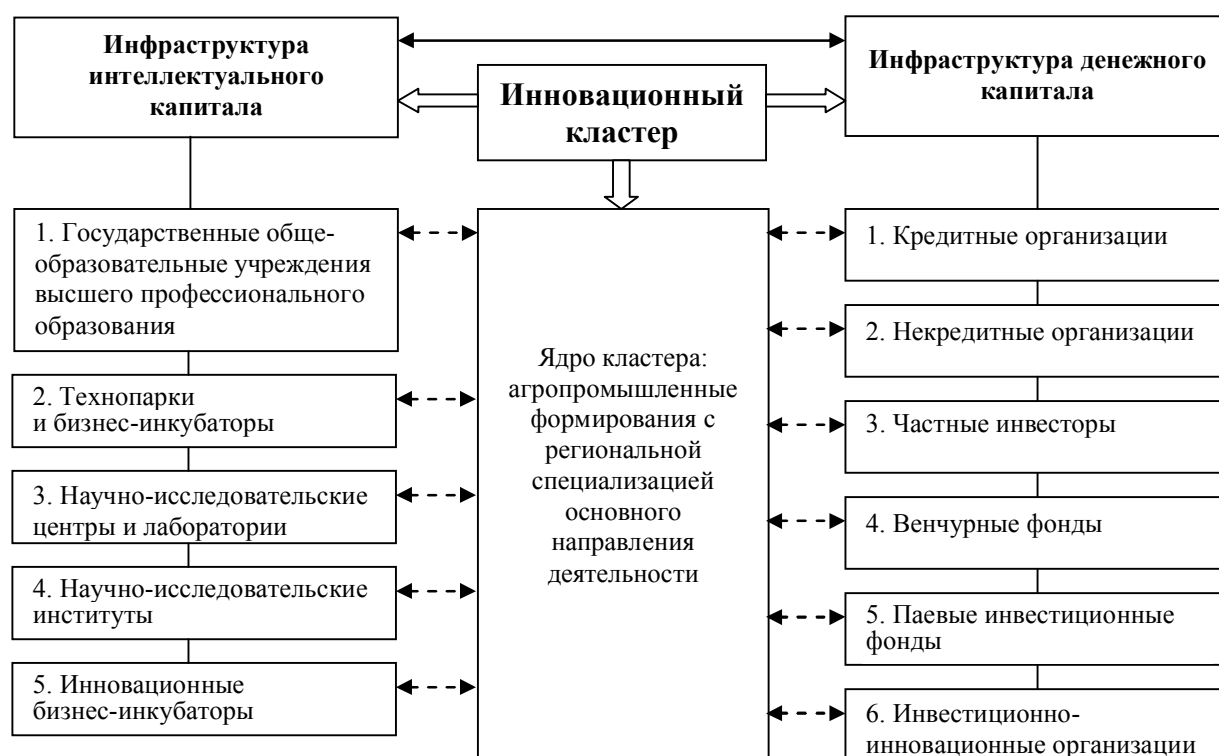 Инфраструктура
интеллектуального
капитала
Инновационный
кластер
Инфраструктура денежного
капитала
1. Государственные обще-
образовательные учреждения
высшего профессионального
образования
2. Технопарки
и бизнес-инкубаторы
3. Научно-исследовательские
центры и лаборатории
4. Научно-исследовательские
институты
5. Инновационные
бизнес-инкубаторы
Ядро кластера:
агропромышленные
формирования с
региональной
специализацией
основного
направления
деятельности
1. Кредитные организации
2. Некредитные организации
3. Частные инвесторы
4. Венчурные фонды
5. Паевые инвестиционные
фонды
6. Инвестиционно-
инновационные организации